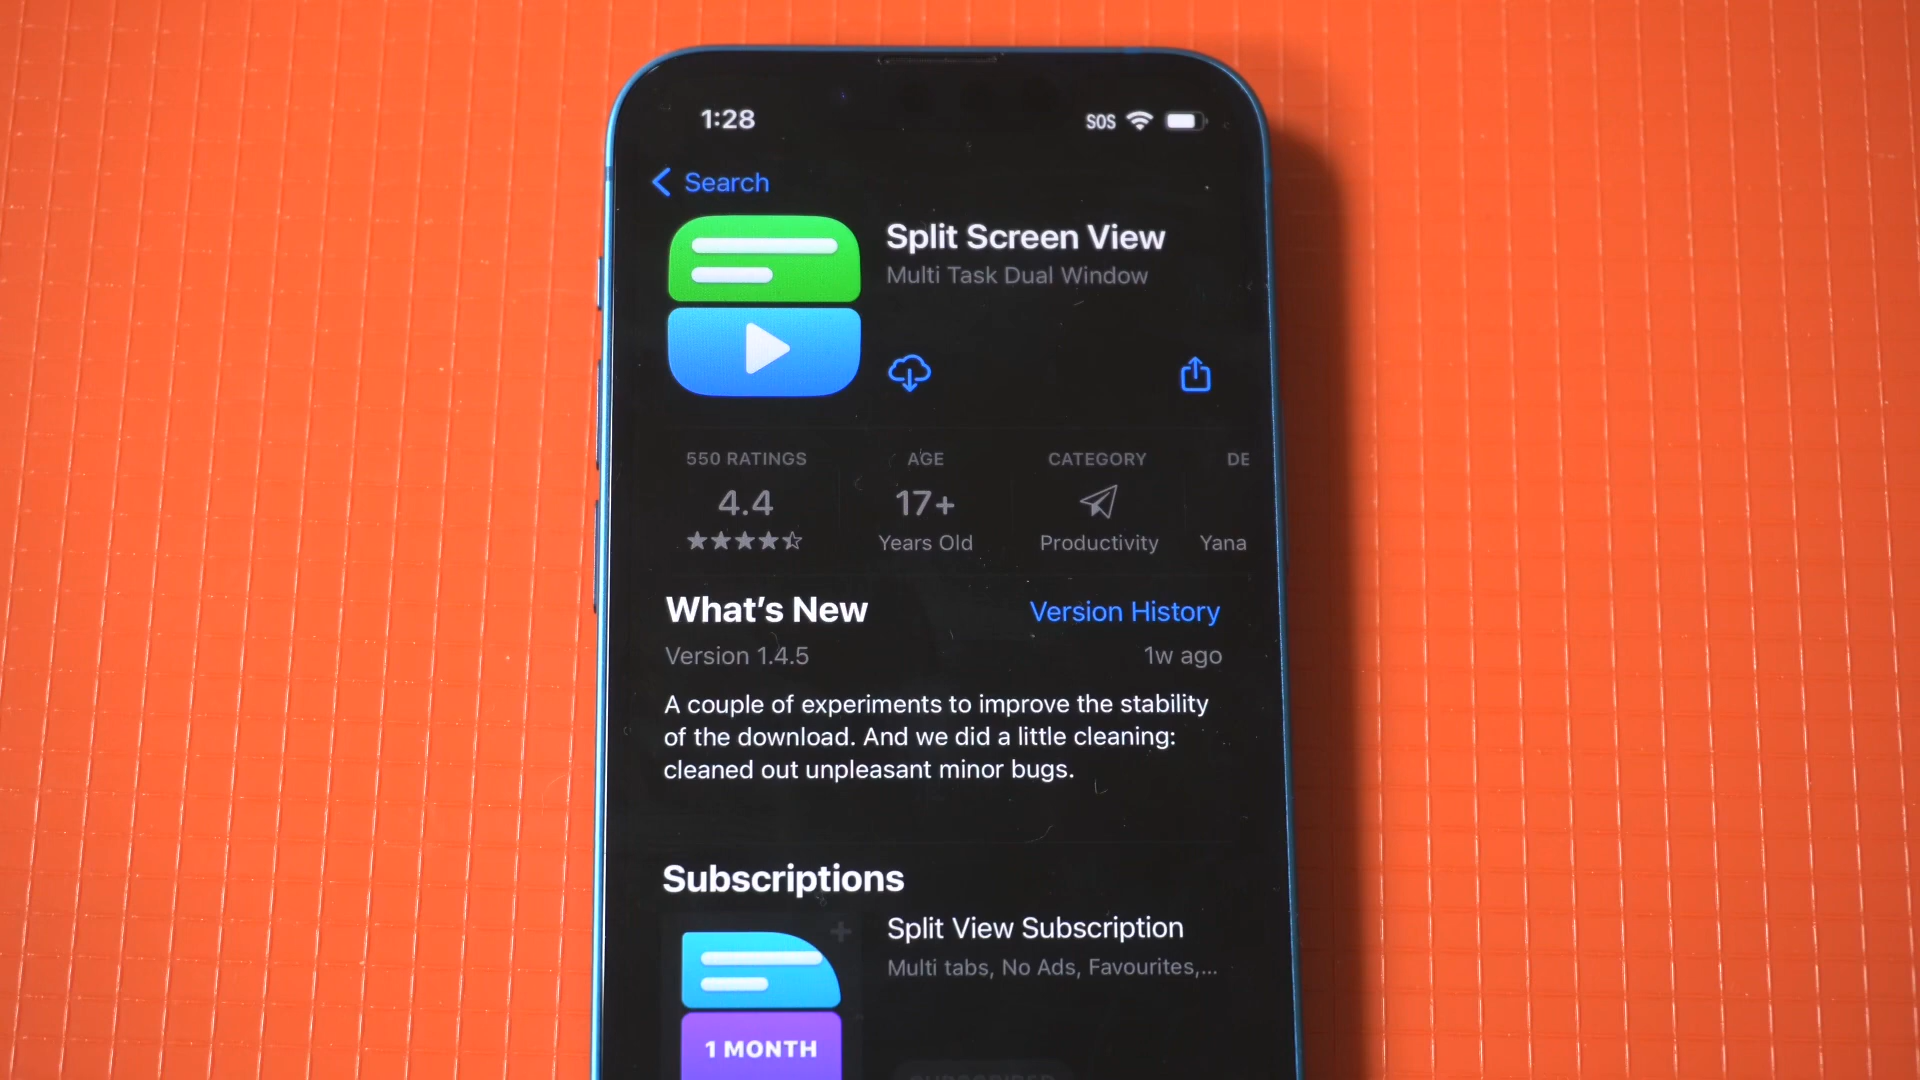 1:28
SOS
Search
Split Screen View
Multi Task Dual Window
550 RATINGS
4.4
AGE
17+
Years Old
CATEGORY
Productivity
DE
Yana
What's New
Version History
Version 1.4.5
1w ago
A couple of experiments to improve the stability
of the download. And we did a little cleaning:
cleaned out unpleasant minor bugs.
Subscriptions
Split View Subscription
Multi tabs, No Ads, Favourites,...
1 MONTH